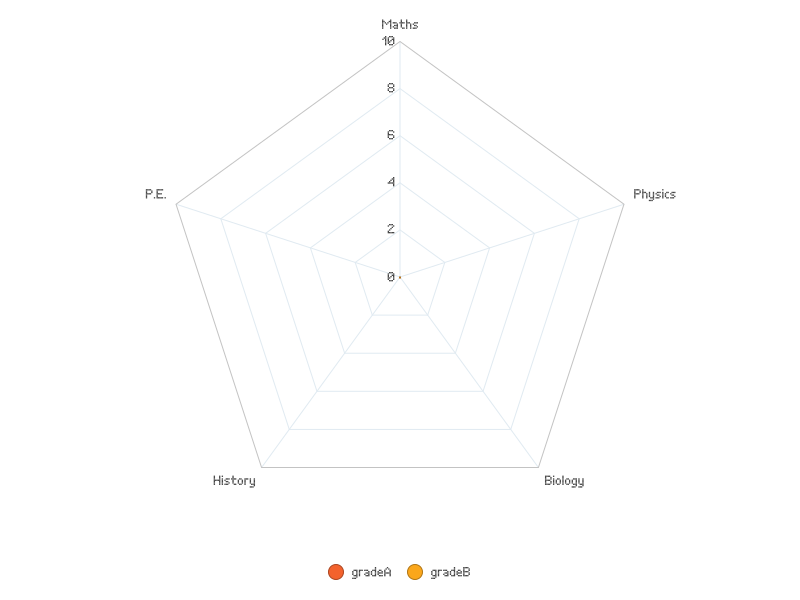 Maths
10
8
6
4
2
0
P.E.
Physics
History
Biology
gradeA
gradeB